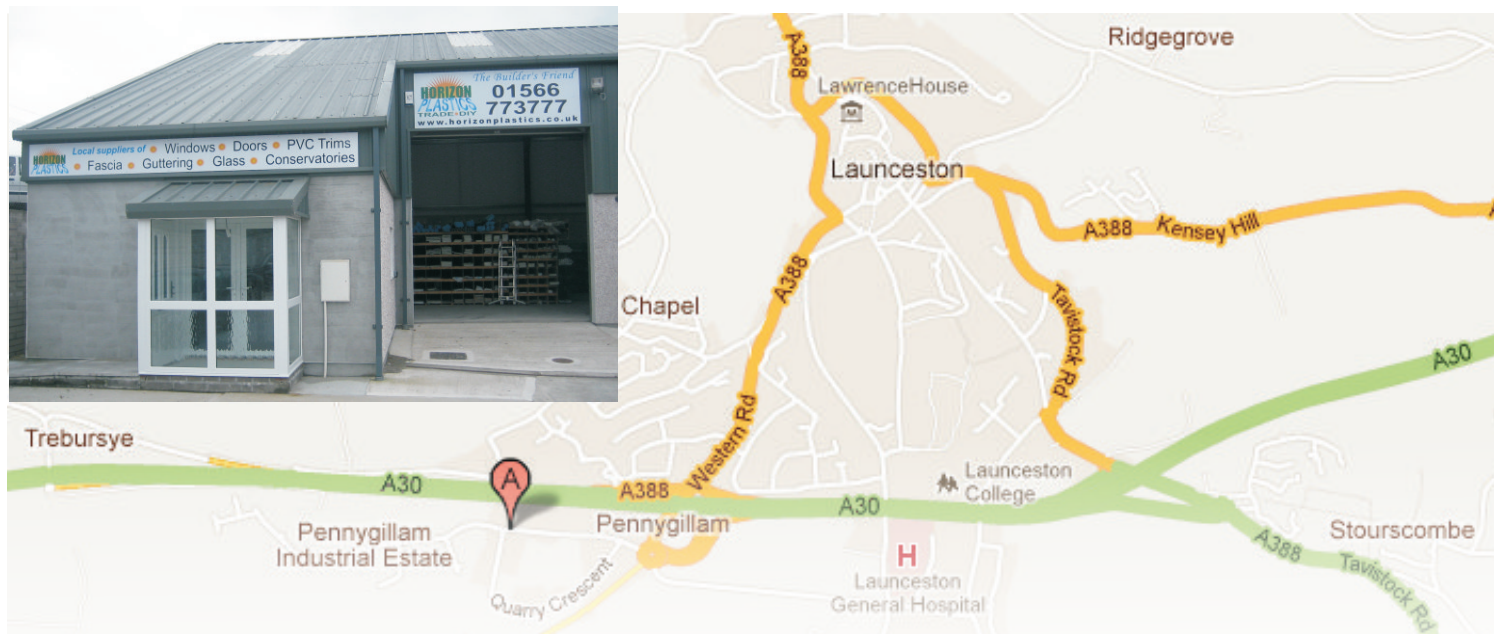 The Builder's Friend
HORIZON
PLASTICS
TRADE • DIY
01566
773777
www.horizonplastics.co.uk
HORIZON
PLASTICS
Local suppliers of • Windows • Doors • PVC Trims
• Fascia • Guttering • Glass • Conservatories
A388
Ridgegrove
LawrenceHouse
Launceston
A388
Kensey Hill
A388
Chapel
Tavistock Rd
A30
Western Rd
Trebursye
A30
A
A388
Pennygillam
A30
Launceston
College
Pennygillam
Industrial Estate
Quarry Crescent
H
Launceston
General Hospital
A388
Stourscombe
Tavistock Rd